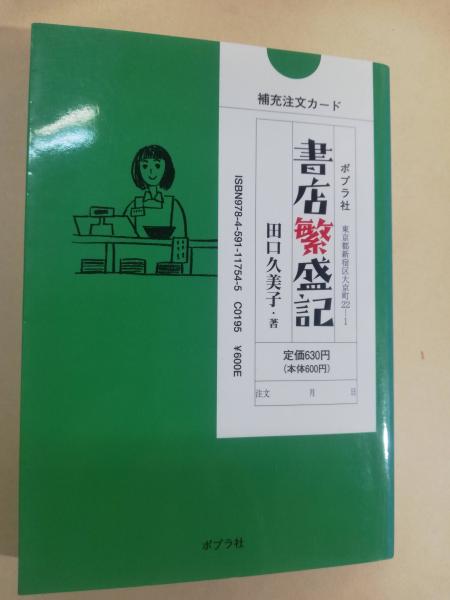 補充注文カード
ポプラ社
東京都新宿区大京町22-1
書店繁盛記
田口久美子・著
ISBN978-4-591-11754-5 C0195 ¥600E
定価630円
(本体600円)
注文 月 日
ポプラ社